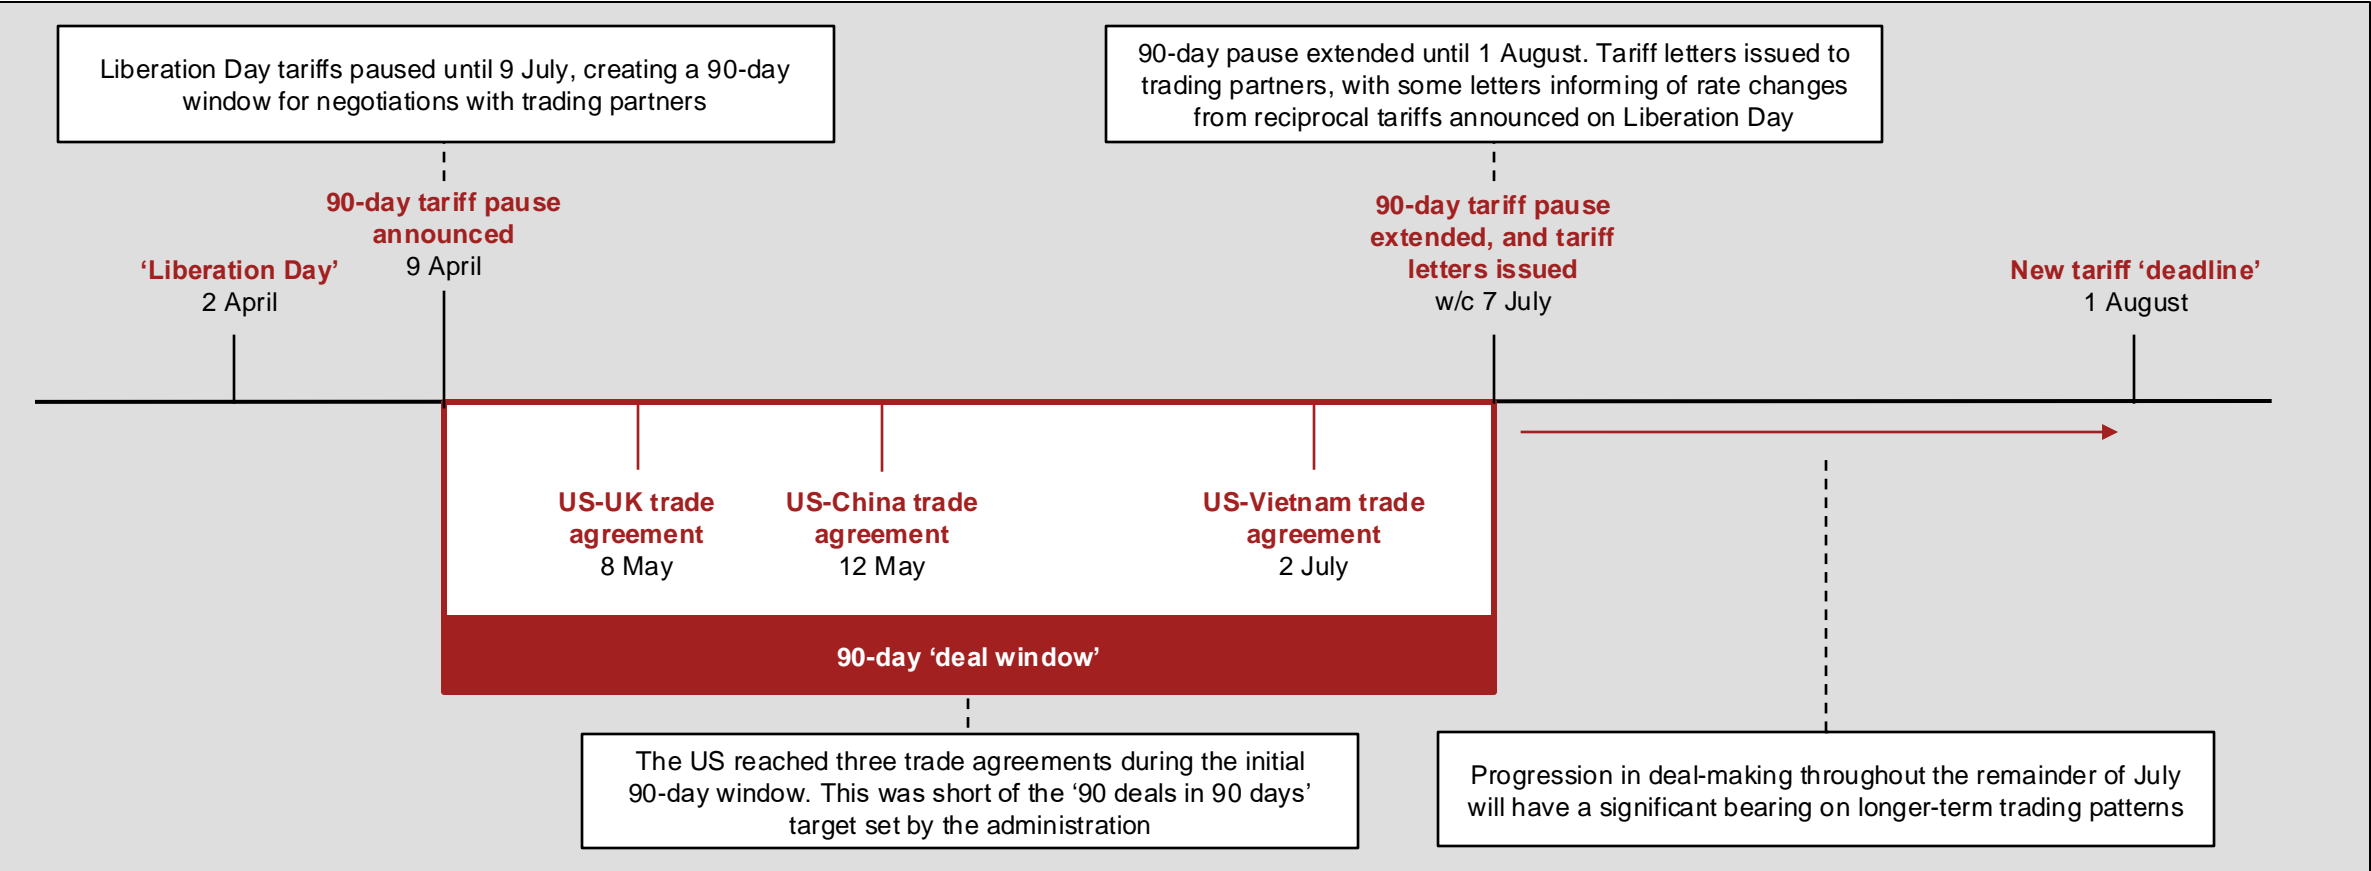 Liberation Day tariffs paused until 9 July, creating a 90-day
window for negotiations with trading partners
90-day pause extended until 1 August. Tariff letters issued to
trading partners, with some letters informing of rate changes
from reciprocal tariffs announced on Liberation Day
‘Liberation Day’
2 April
90-day tariff pause
announced
9 April
90-day tariff pause
extended, and tariff
letters issued
w/c 7 July
New tariff ‘deadline’
1 August
US-UK trade
agreement
8 May
US-China trade
agreement
12 May
US-Vietnam trade
agreement
2 July
90-day ‘deal window’
The US reached three trade agreements during the initial
90-day window. This was short of the ‘90 deals in 90 days’
target set by the administration
Progression in deal-making throughout the remainder of July
will have a significant bearing on longer-term trading patterns